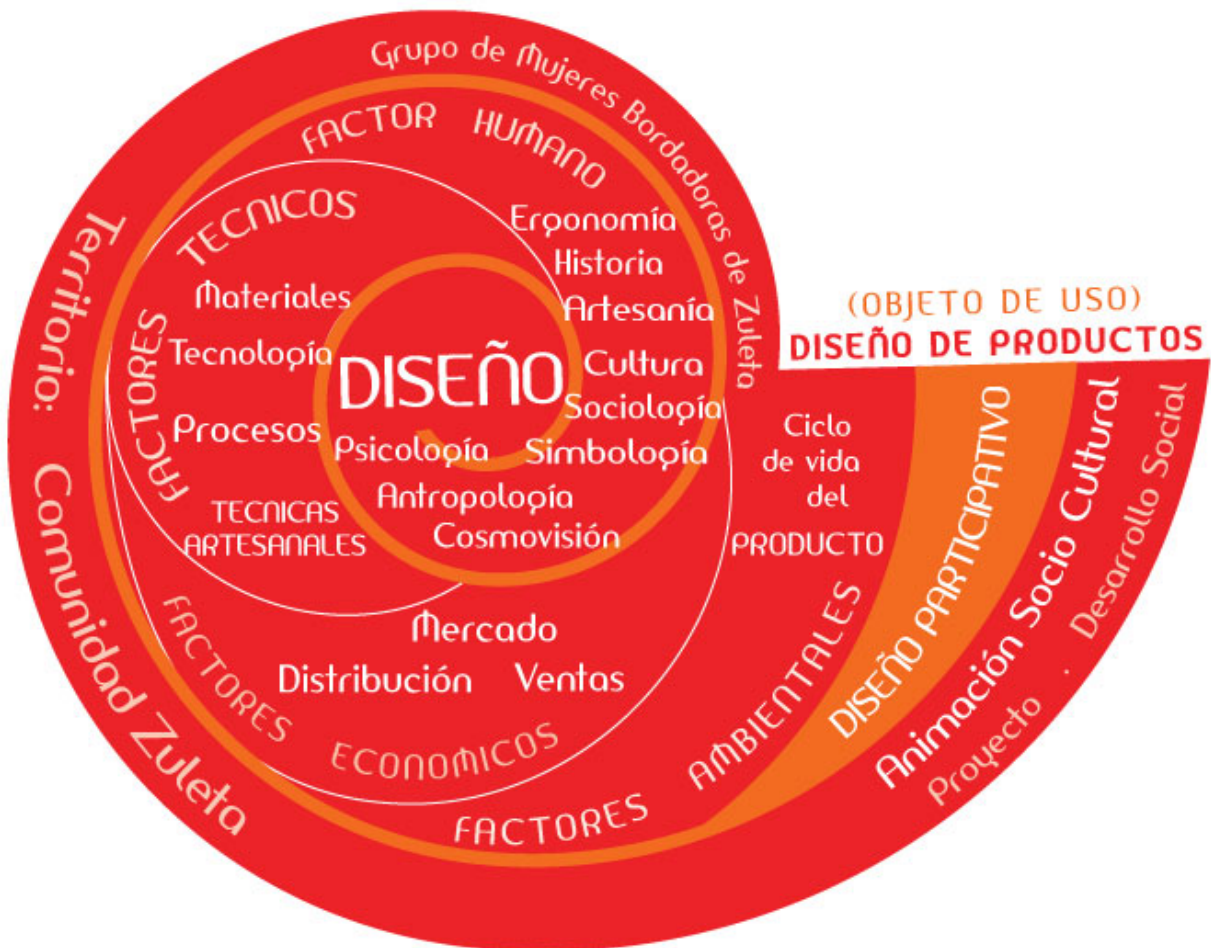 Grupo de Mujeres Bordadoras de Zuleta
FACTOR HUMANO
Ergonomía
Historia
Artesanía
Cultura
Sociología
Simbología
Psicología
Antropología
Cosmovisión
DISEÑO
FACTORES TECNICOS
Materiales
Tecnología
Procesos
TECNICAS
ARTESANALES
FACTORES ECONOMICOS
Mercado
Distribución Ventas
FACTORES AMBIENTALES
Ciclo
de vida
del
PRODUCTO
Territorio: Comunidad Zuleta
(OBJETO DE USO)
DISEÑO DE PRODUCTOS
DISEÑO PARTICIPATIVO
Animación Socio Cultural
Proyecto . Desarrollo Social